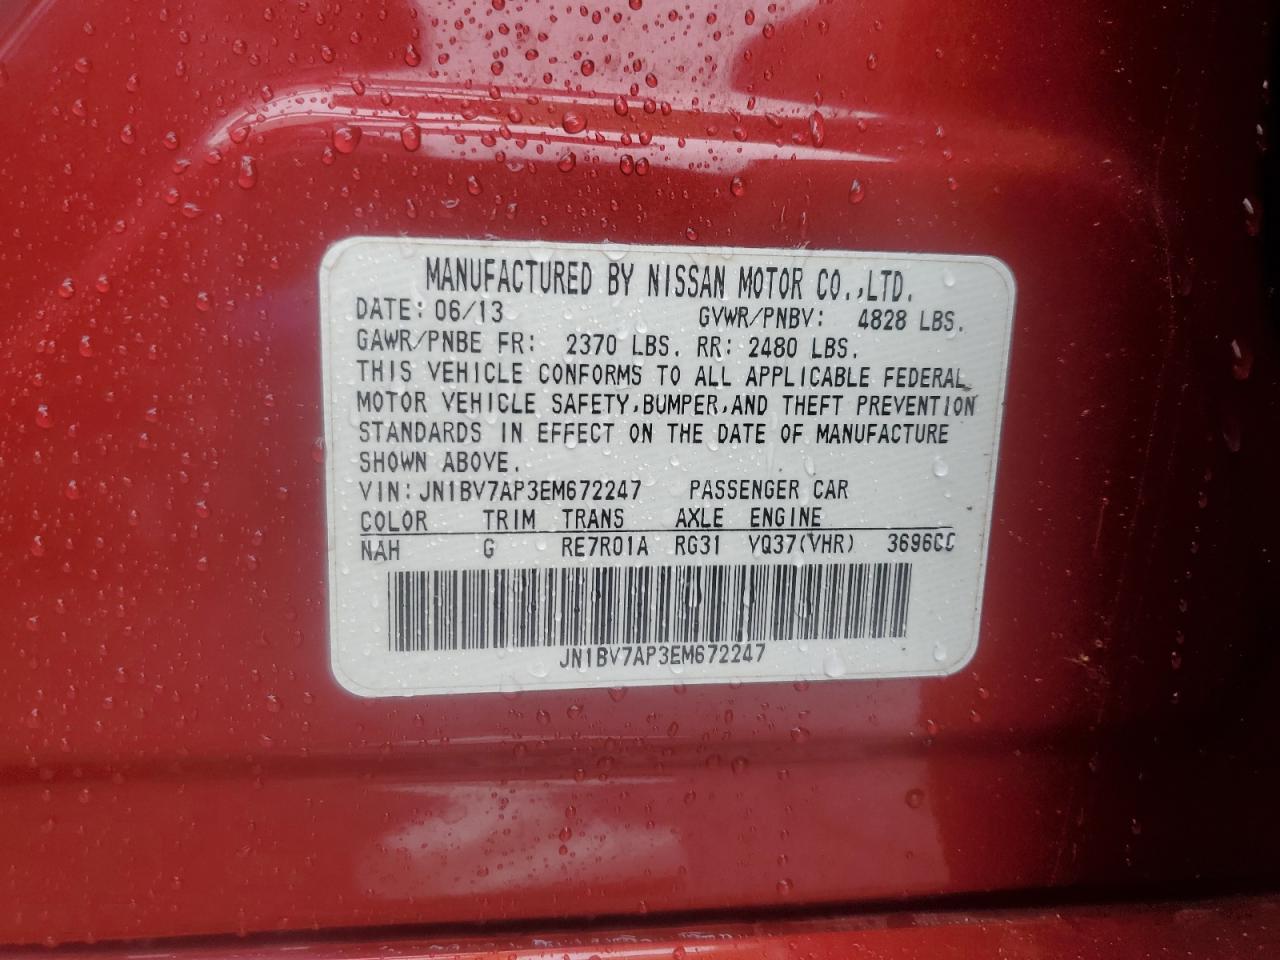 MANUFACTURED BY NISSAN MOTOR CO.,LTD.
DATE: 06/13 GVWR/PNBV: 4828 LBS.
GAWR/PNBE FR: 2370 LBS. RR: 2480 LBS.
THIS VEHICLE CONFORMS TO ALL APPLICABLE FEDERAL
MOTOR VEHICLE SAFETY,BUMPER,AND THEFT PREVENTION
STANDARDS IN EFFECT ON THE DATE OF MANUFACTURE
SHOWN ABOVE.
VIN: JN1BV7AP3EM672247 PASSENGER CAR
COLOR TRIM TRANS AXLE ENGINE
NAH G RE7R01A RG31 VQ37(VHR) 3696CC
JN1BV7AP3EM672247